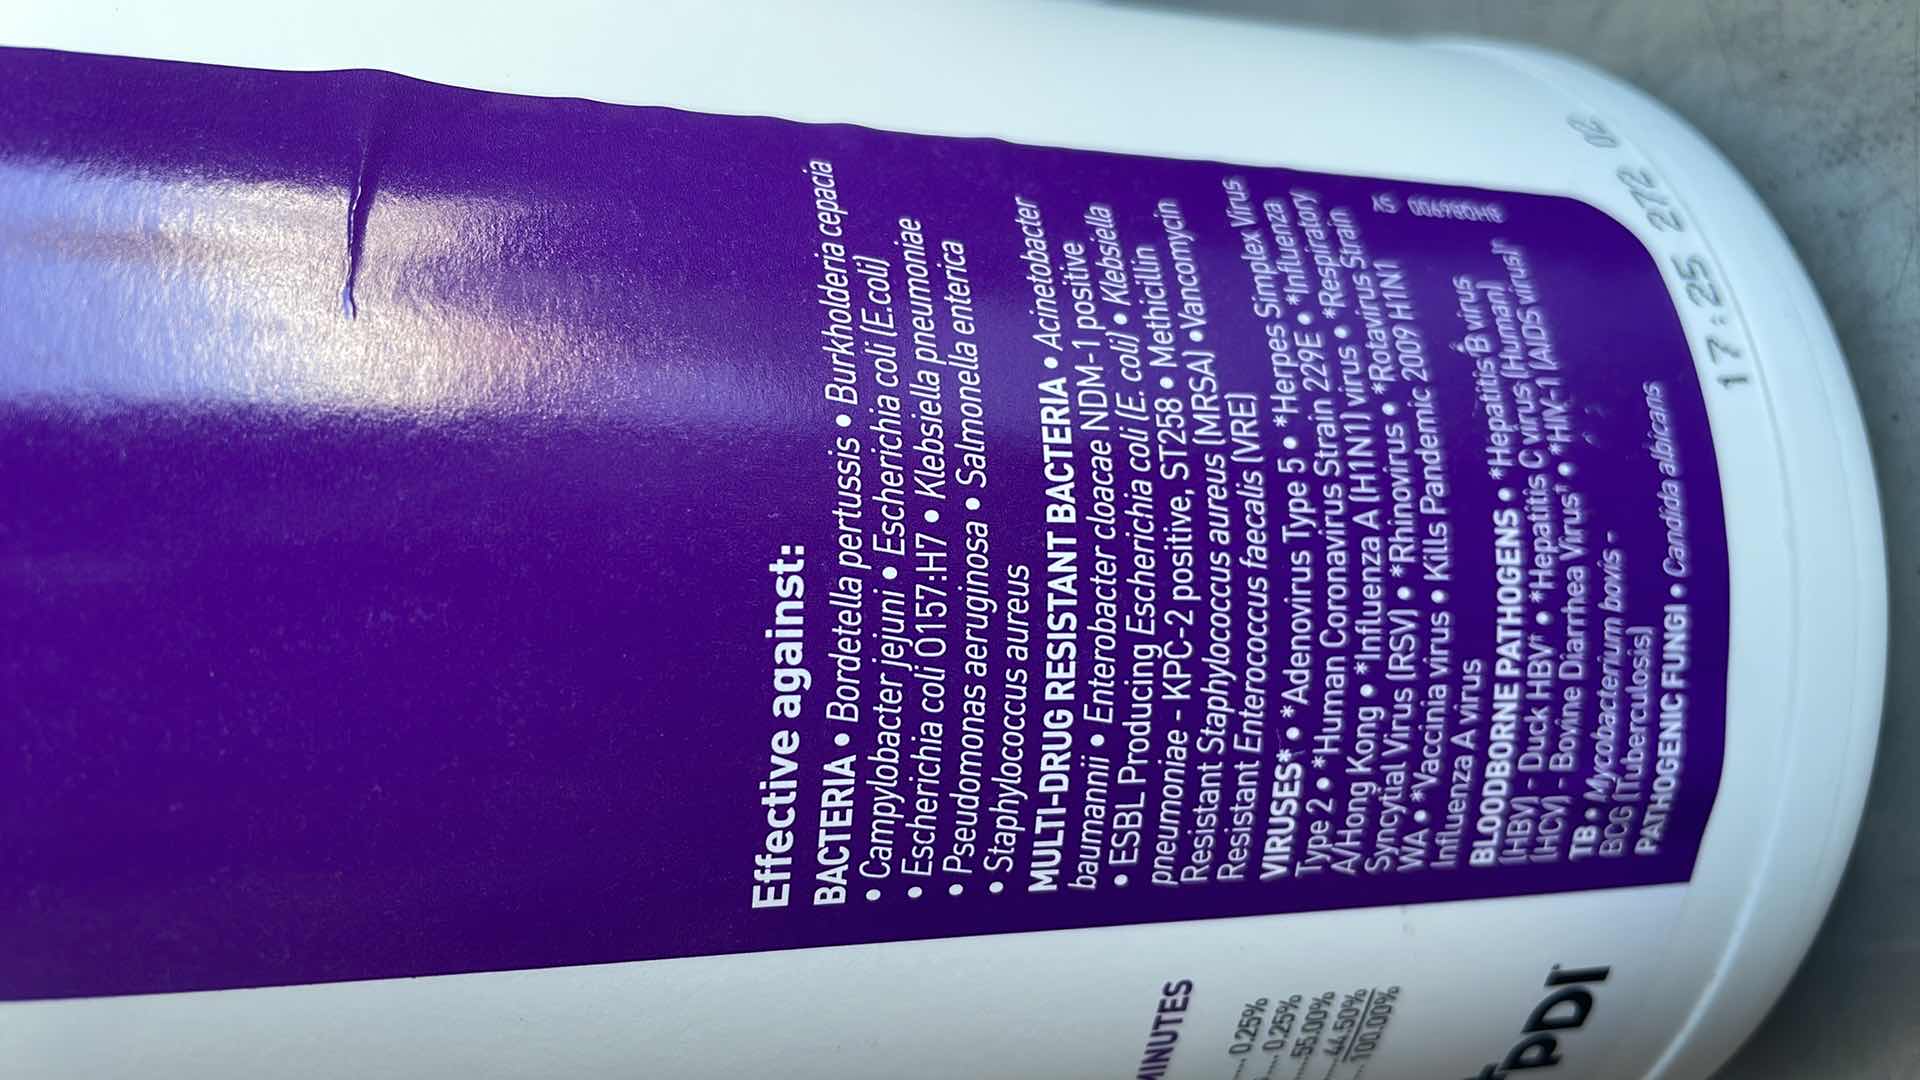 Effective against:
BACTERIA • Bordetella pertussis • Burkholderia cepacia
• Campylobacter jejuni • Escherichia coli (E.coli)
• Escherichia coli O157:H7 • Klebsiella pneumoniae
• Pseudomonas aeruginosa • Salmonella enterica
• Staphylococcus aureus
MULTI-DRUG RESISTANT BACTERIA • Acinetobacter
baumannii • Enterobacter cloacae NDM-1 positive
• ESBL Producing Escherichia coli (E. coli) • Klebsiella
pneumoniae - KPC-2 positive, ST258 • Methicillin
Resistant Staphylococcus aureus (MRSA) • Vancomycin
Resistant Enterococcus faecalis (VRE)
VIRUSES* • *Adenovirus Type 5 • *Herpes Simplex Virus
Type 2 • *Human Coronavirus Strain 229E • *Influenza
A/Hong Kong • *Influenza A (H1N1) virus • *Respiratory
Syncytial Virus (RSV) • *Rhinovirus • *Rotavirus Strain
WA • *Vaccinia virus • Kills Pandemic 2009 H1N1
Influenza A virus
BLOODBORNE PATHOGENS • *Hepatitis B virus
(HBV) - Duck HBV† • *Hepatitis C virus (Human)
(HCV) - Bovine Diarrhea Virus† • *HIV-1 (AIDS virus)†
TB • Mycobacterium bovis -
BCG (Tuberculosis)
PATHOGENIC FUNGI • Candida albicans
17:25 272 02
MINUTES
0.25%
0.25%
55.00%
44.50%
100.00%
pdi